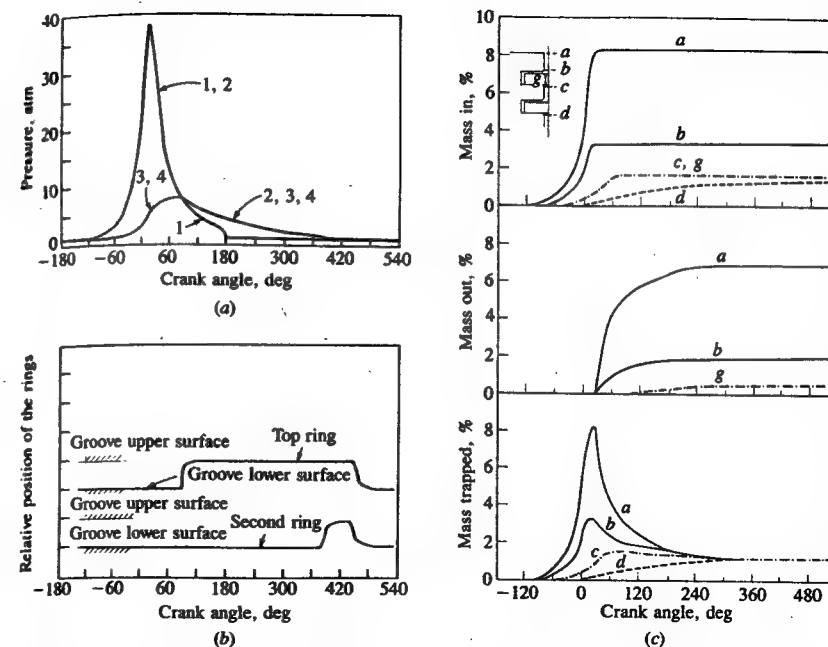 Pressure, atm
40
30
20
10
0
1, 2
3, 4
2, 3, 4
1
-180 -60 60 180 300 420 540
Crank angle, deg
(a)
Relative position of the rings
Groove upper surface
Top ring
Groove lower surface
Groove upper surface
Groove lower surface
Second ring
-180 -60 60 180 300 420 540
Crank angle, deg
(b)
Mass in, %
10
8
6
4
2
0
a
b
g
c
d
a
b
c, g
d
Mass out, %
8
6
4
2
0
a
b
g
Mass trapped, %
8
6
4
2
0
a
b
c
d
-120 0 120 240 360 480
Crank angle, deg
(c)